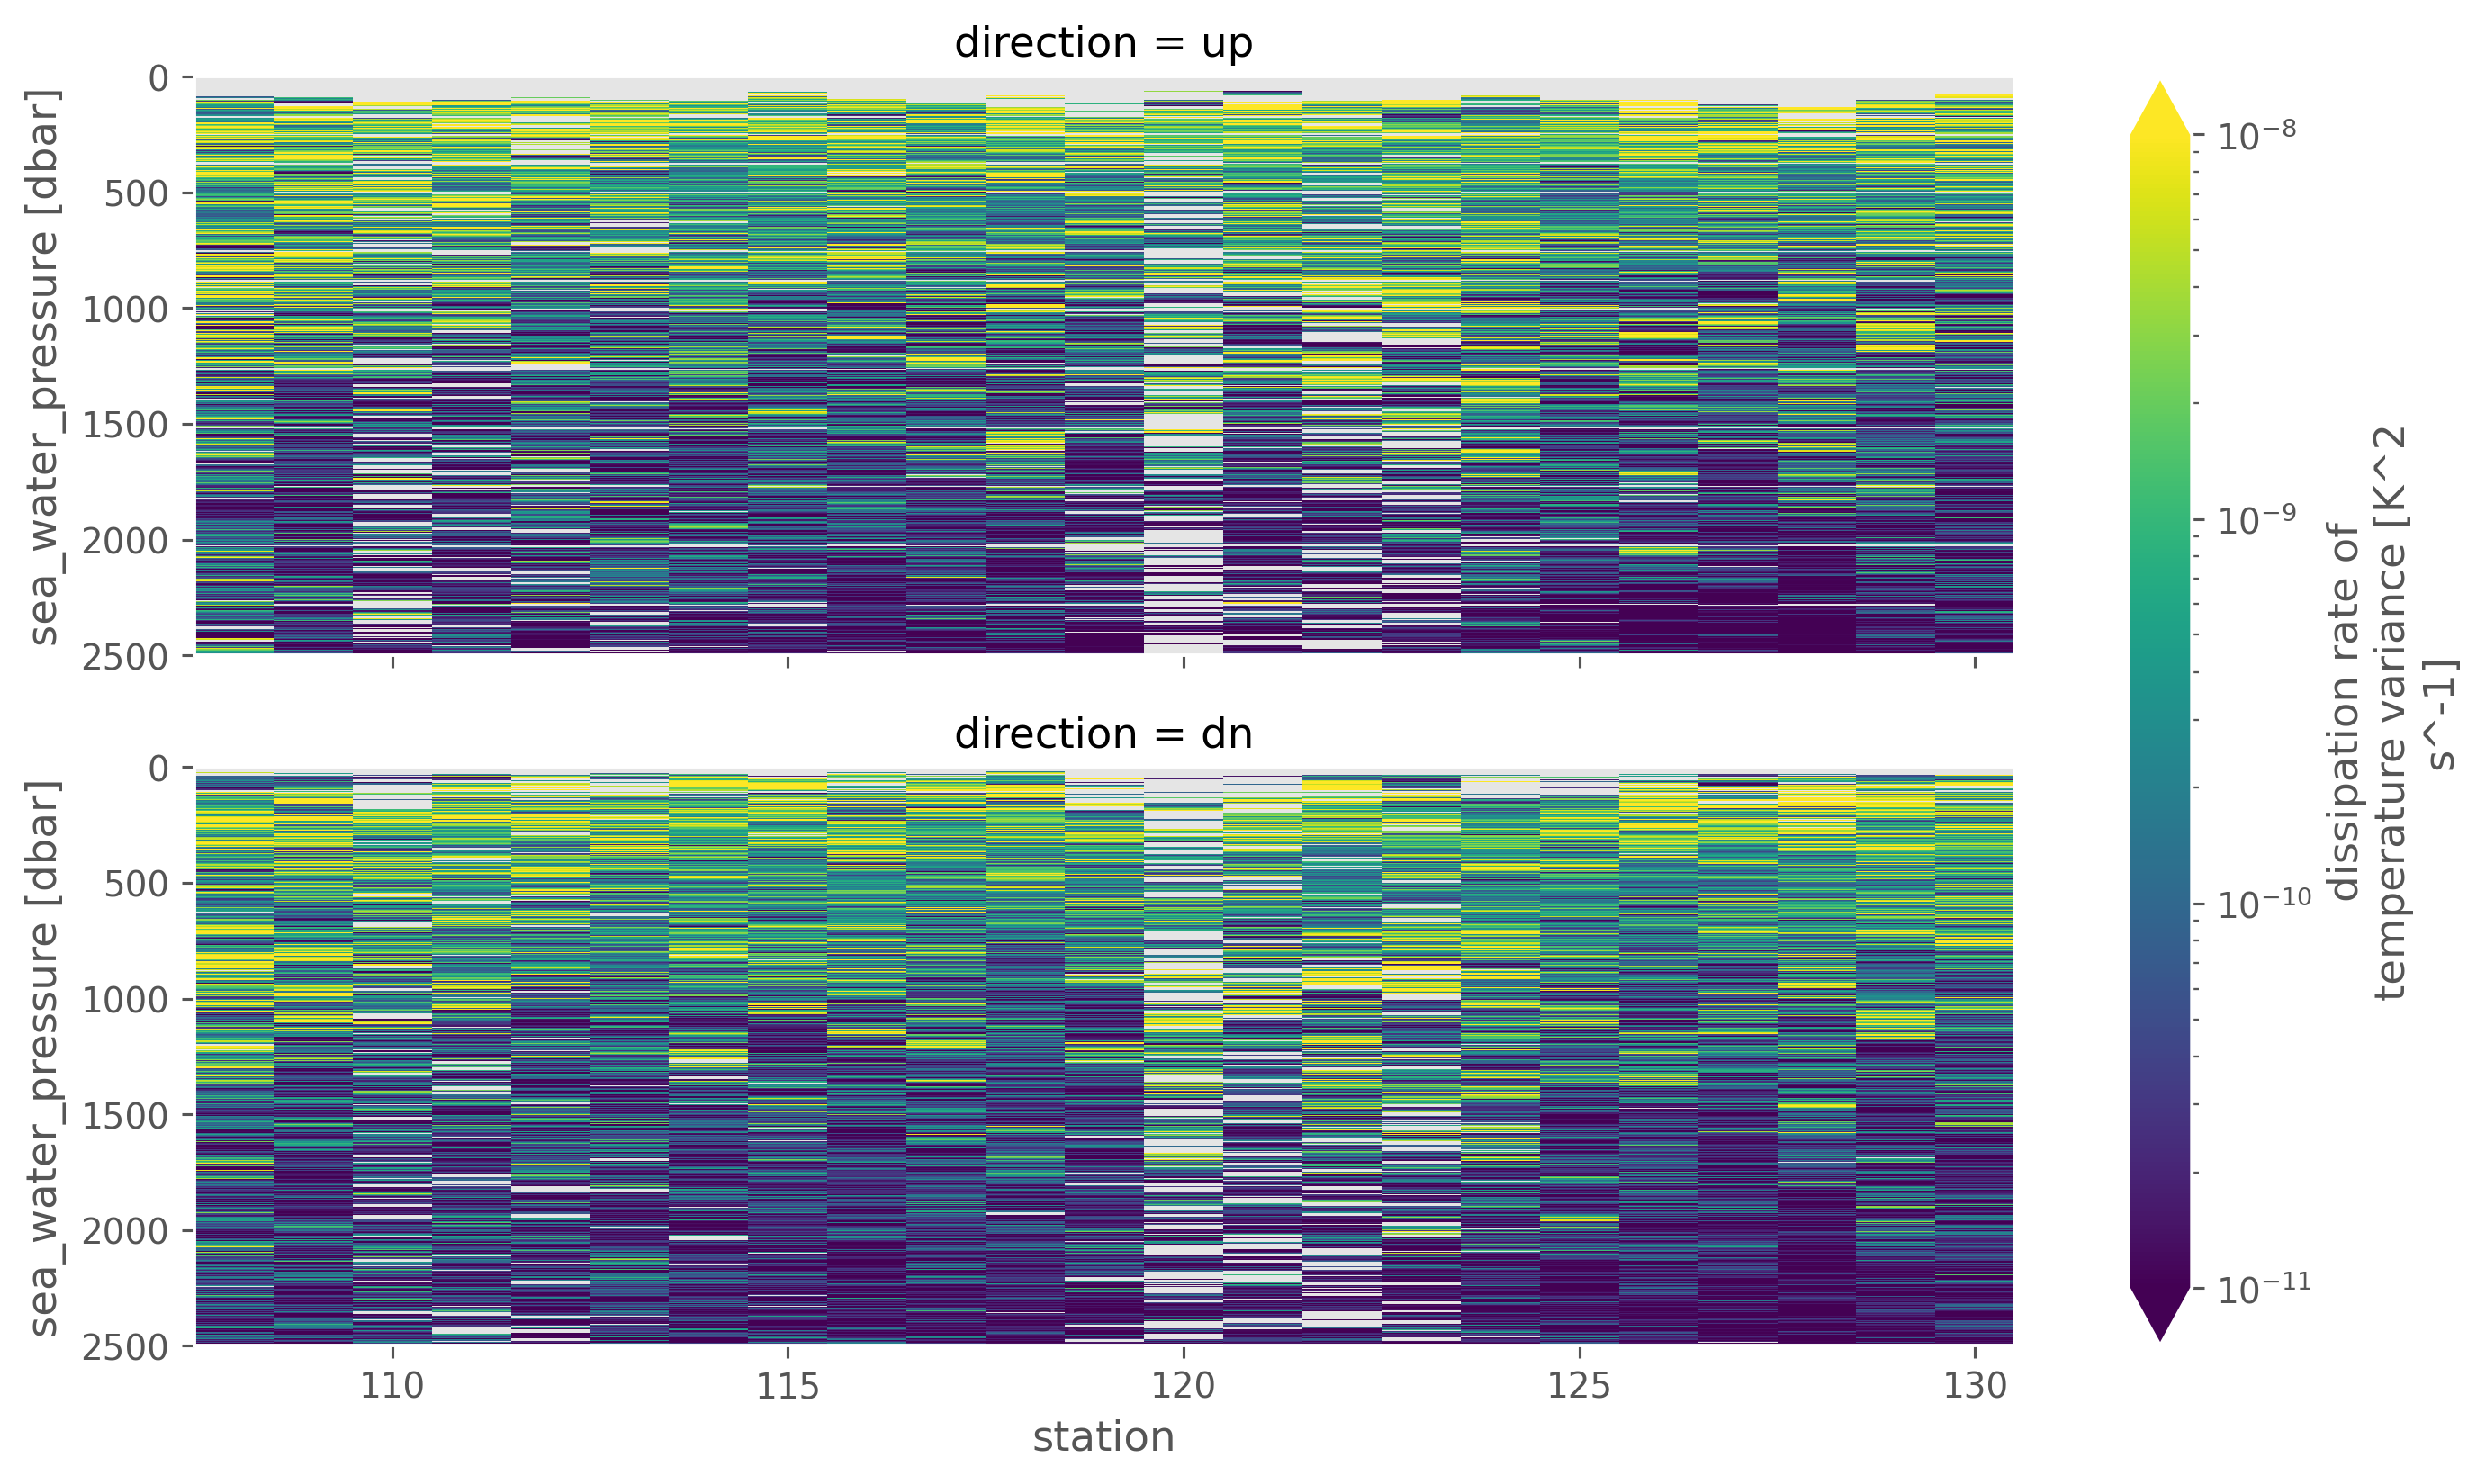 direction = up
0
500
1000
1500
2000
2500
sea_water_pressure [dbar]
direction = dn
0
500
1000
1500
2000
2500
sea_water_pressure [dbar]
110
115
120
125
130
station
10⁻⁸
10⁻⁹
10⁻¹⁰
10⁻¹¹
dissipation rate of
temperature variance [K^2
s^-1]